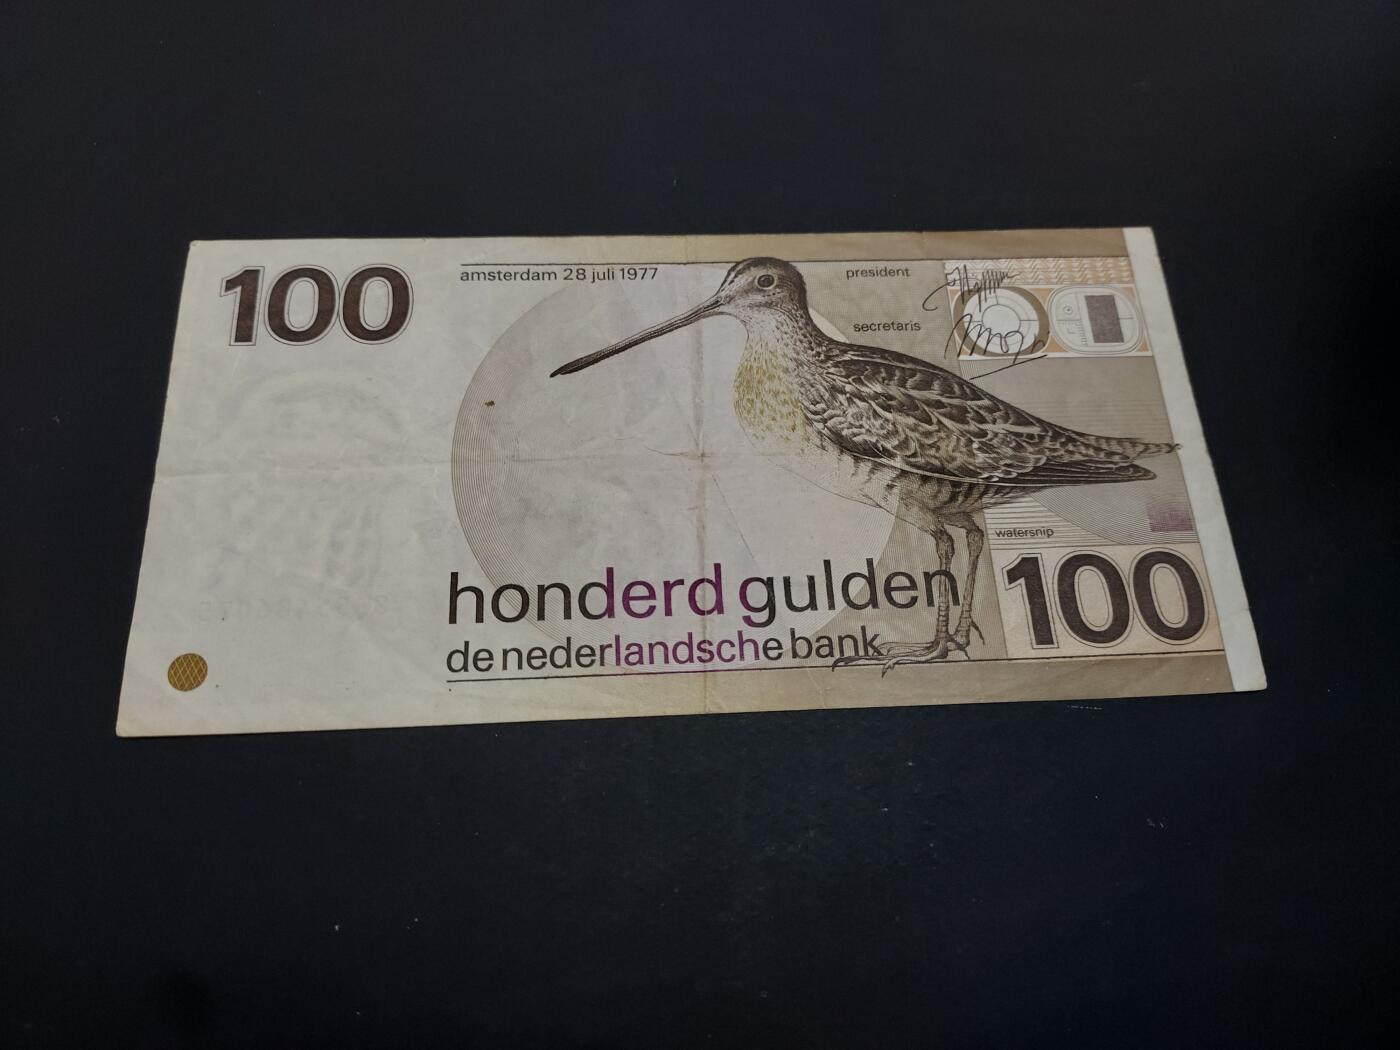 100
amsterdam 28 juli 1977
president
secretaris
watersnip
honderd gulden
de nederlandsche bank
100